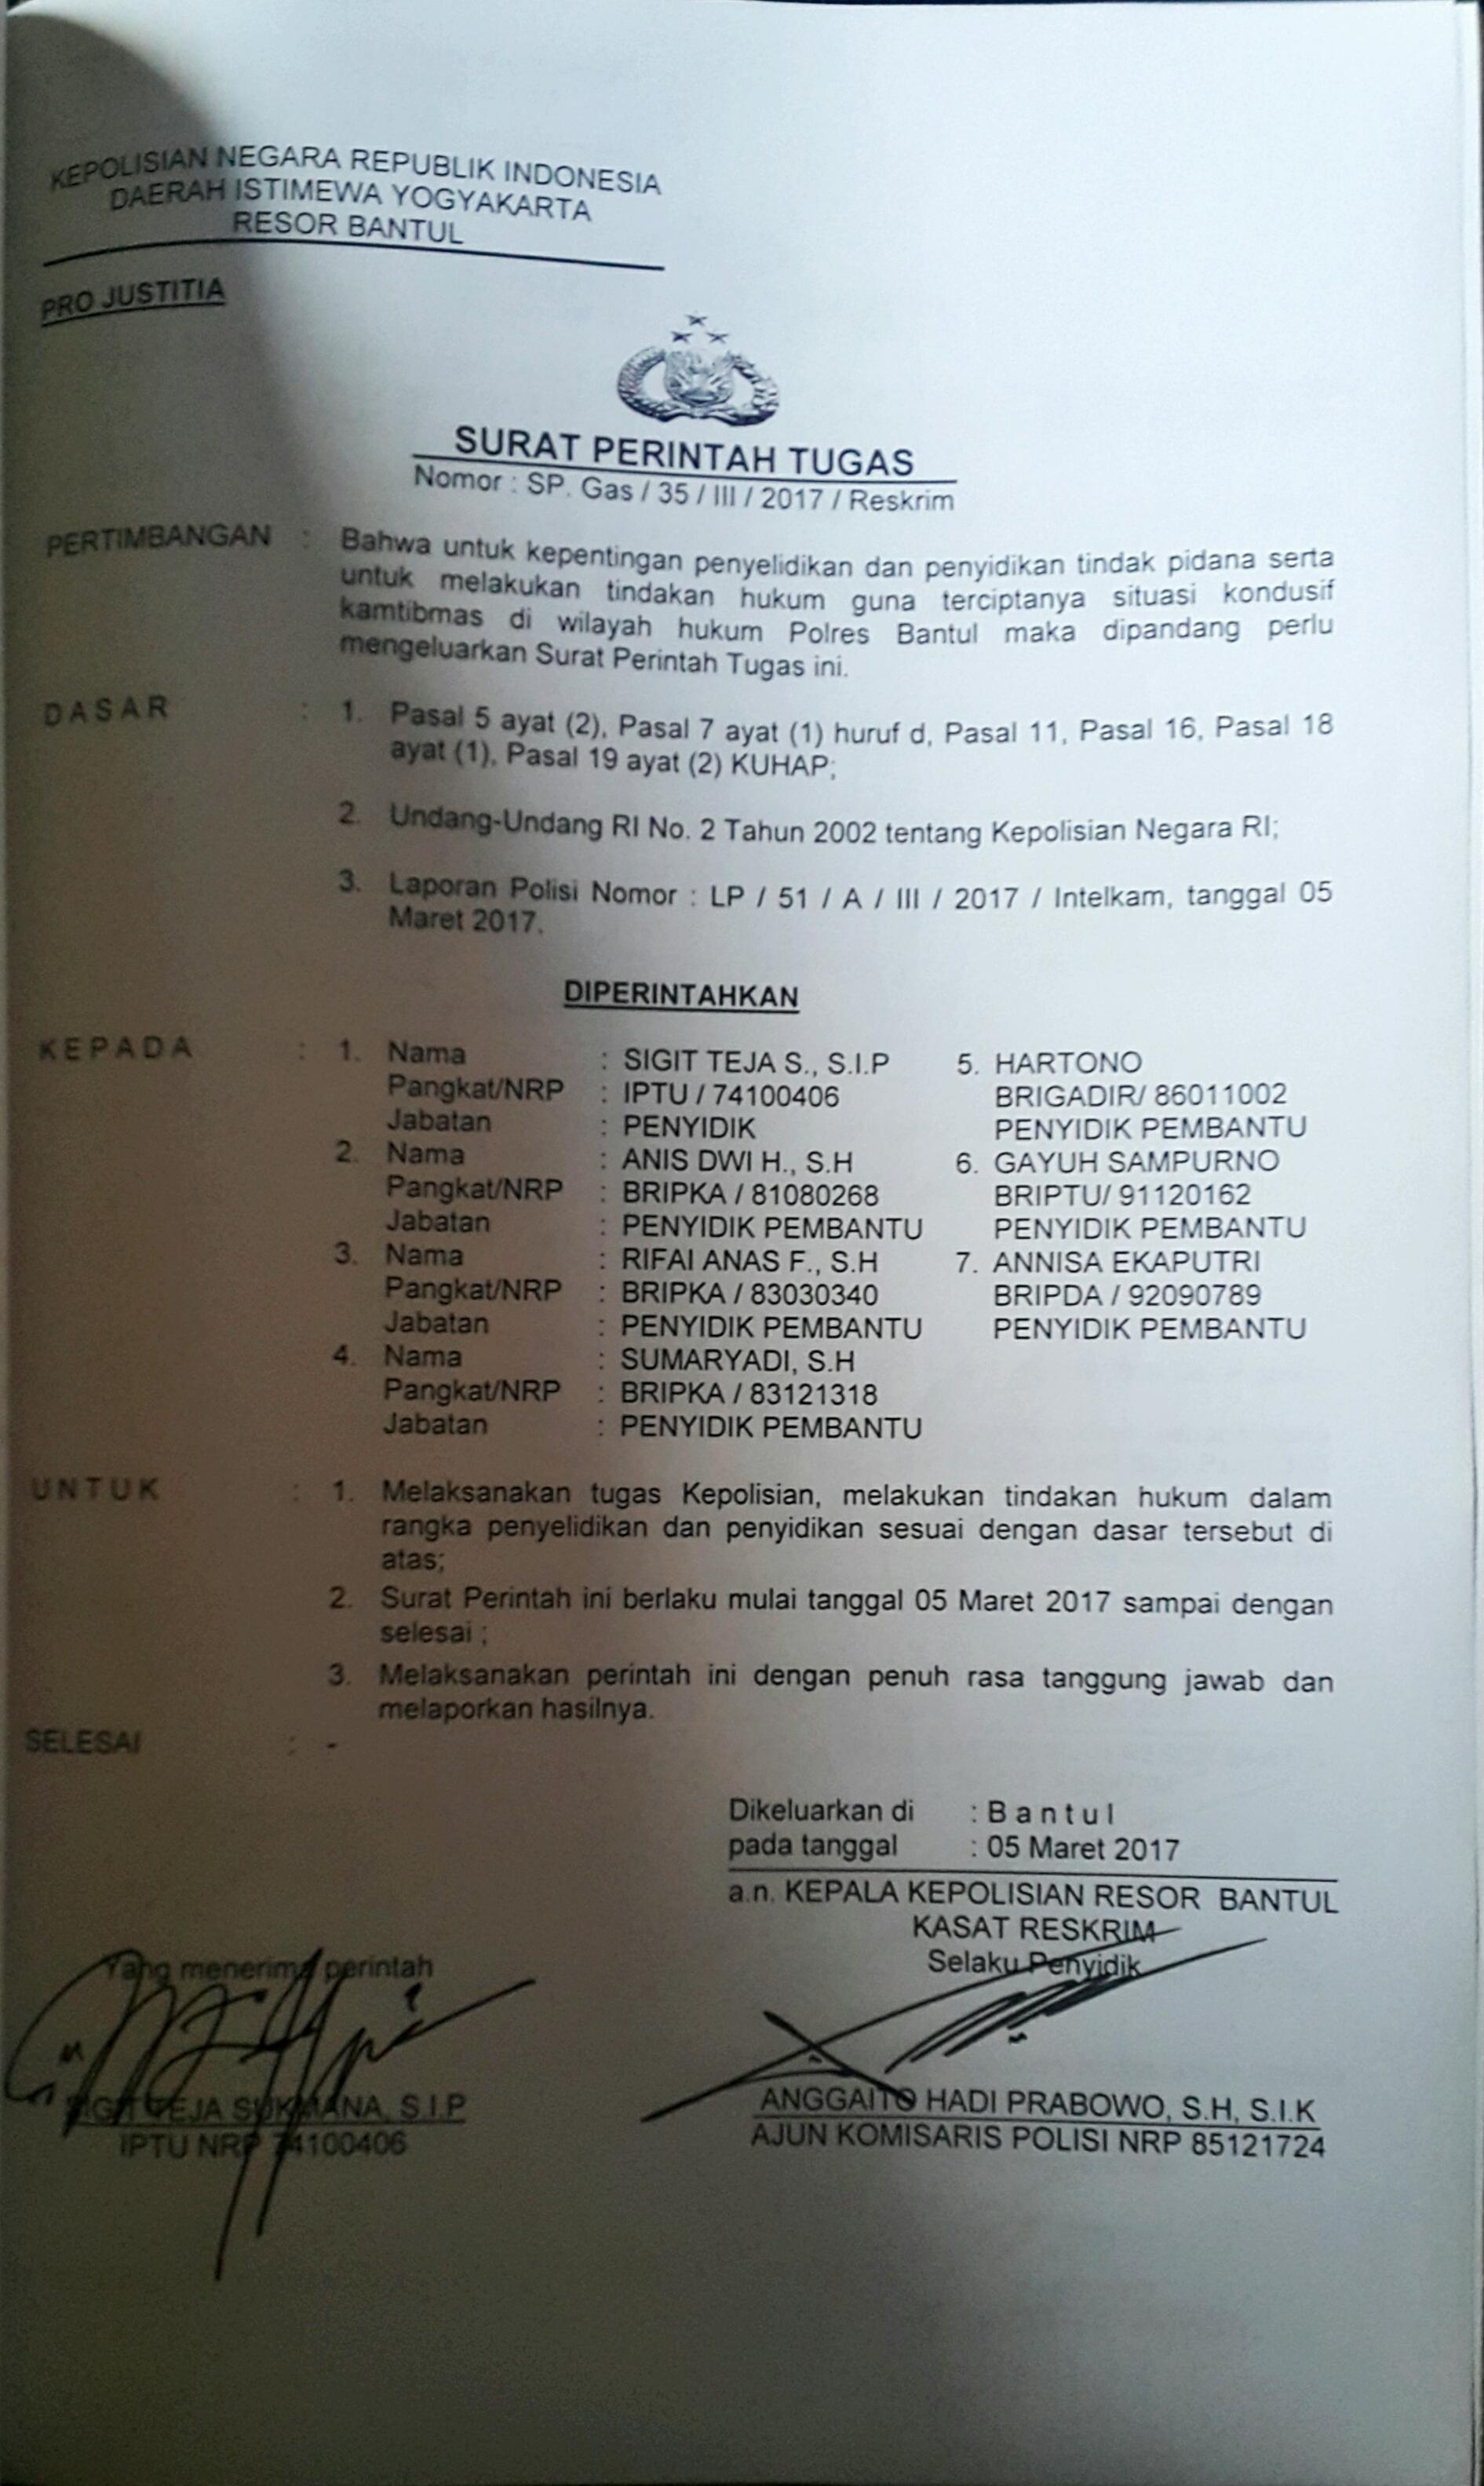 KEPOLISIAN NEGARA REPUBLIK INDONESIA
DAERAH ISTIMEWA YOGYAKARTA
RESOR BANTUL
PRO JUSTITIA
SURAT PERINTAH TUGAS
Nomor : SP. Gas / 35 / III / 2017 / Reskrim
PERTIMBANGAN : Bahwa untuk kepentingan penyelidikan dan penyidikan tindak pidana serta
untuk melakukan tindakan hukum guna terciptanya situasi kondusif
kamtibmas di wilayah hukum Polres Bantul maka dipandang perlu
mengeluarkan Surat Perintah Tugas ini.
DASAR : 1. Pasal 5 ayat (2), Pasal 7 ayat (1) huruf d, Pasal 11, Pasal 16, Pasal 18
ayat (1), Pasal 19 ayat (2) KUHAP;
2. Undang-Undang RI No. 2 Tahun 2002 tentang Kepolisian Negara RI;
3. Laporan Polisi Nomor : LP / 51 / A / III / 2017 / Intelkam, tanggal 05
Maret 2017.
DIPERINTAHKAN
KEPADA : 1. Nama : SIGIT TEJA S., S.I.P 5. HARTONO
Pangkat/NRP : IPTU / 74100406 BRIGADIR/ 86011002
Jabatan : PENYIDIK PENYIDIK PEMBANTU
2. Nama : ANIS DWI H., S.H 6. GAYUH SAMPURNO
Pangkat/NRP : BRIPKA / 81080268 BRIPTU/ 91120162
Jabatan : PENYIDIK PEMBANTU PENYIDIK PEMBANTU
3. Nama : RIFAI ANAS F., S.H 7. ANNISA EKAPUTRI
Pangkat/NRP : BRIPKA / 83030340 BRIPDA / 92090789
Jabatan : PENYIDIK PEMBANTU PENYIDIK PEMBANTU
4. Nama : SUMARYADI, S.H
Pangkat/NRP : BRIPKA / 83121318
Jabatan : PENYIDIK PEMBANTU
UNTUK : 1. Melaksanakan tugas Kepolisian, melakukan tindakan hukum dalam
rangka penyelidikan dan penyidikan sesuai dengan dasar tersebut di
atas;
2. Surat Perintah ini berlaku mulai tanggal 05 Maret 2017 sampai dengan
selesai ;
3. Melaksanakan perintah ini dengan penuh rasa tanggung jawab dan
melaporkan hasilnya.
SELESAI : -
Dikeluarkan di : Bantul
pada tanggal : 05 Maret 2017
a.n. KEPALA KEPOLISIAN RESOR BANTUL
KASAT RESKRIM
Selaku Penyidik
Yang menerima perintah
SIGIT TEJA SUKMANA, S.I.P
IPTU NRP 74100406
ANGGAITO HADI PRABOWO, S.H, S.I.K
AJUN KOMISARIS POLISI NRP 85121724